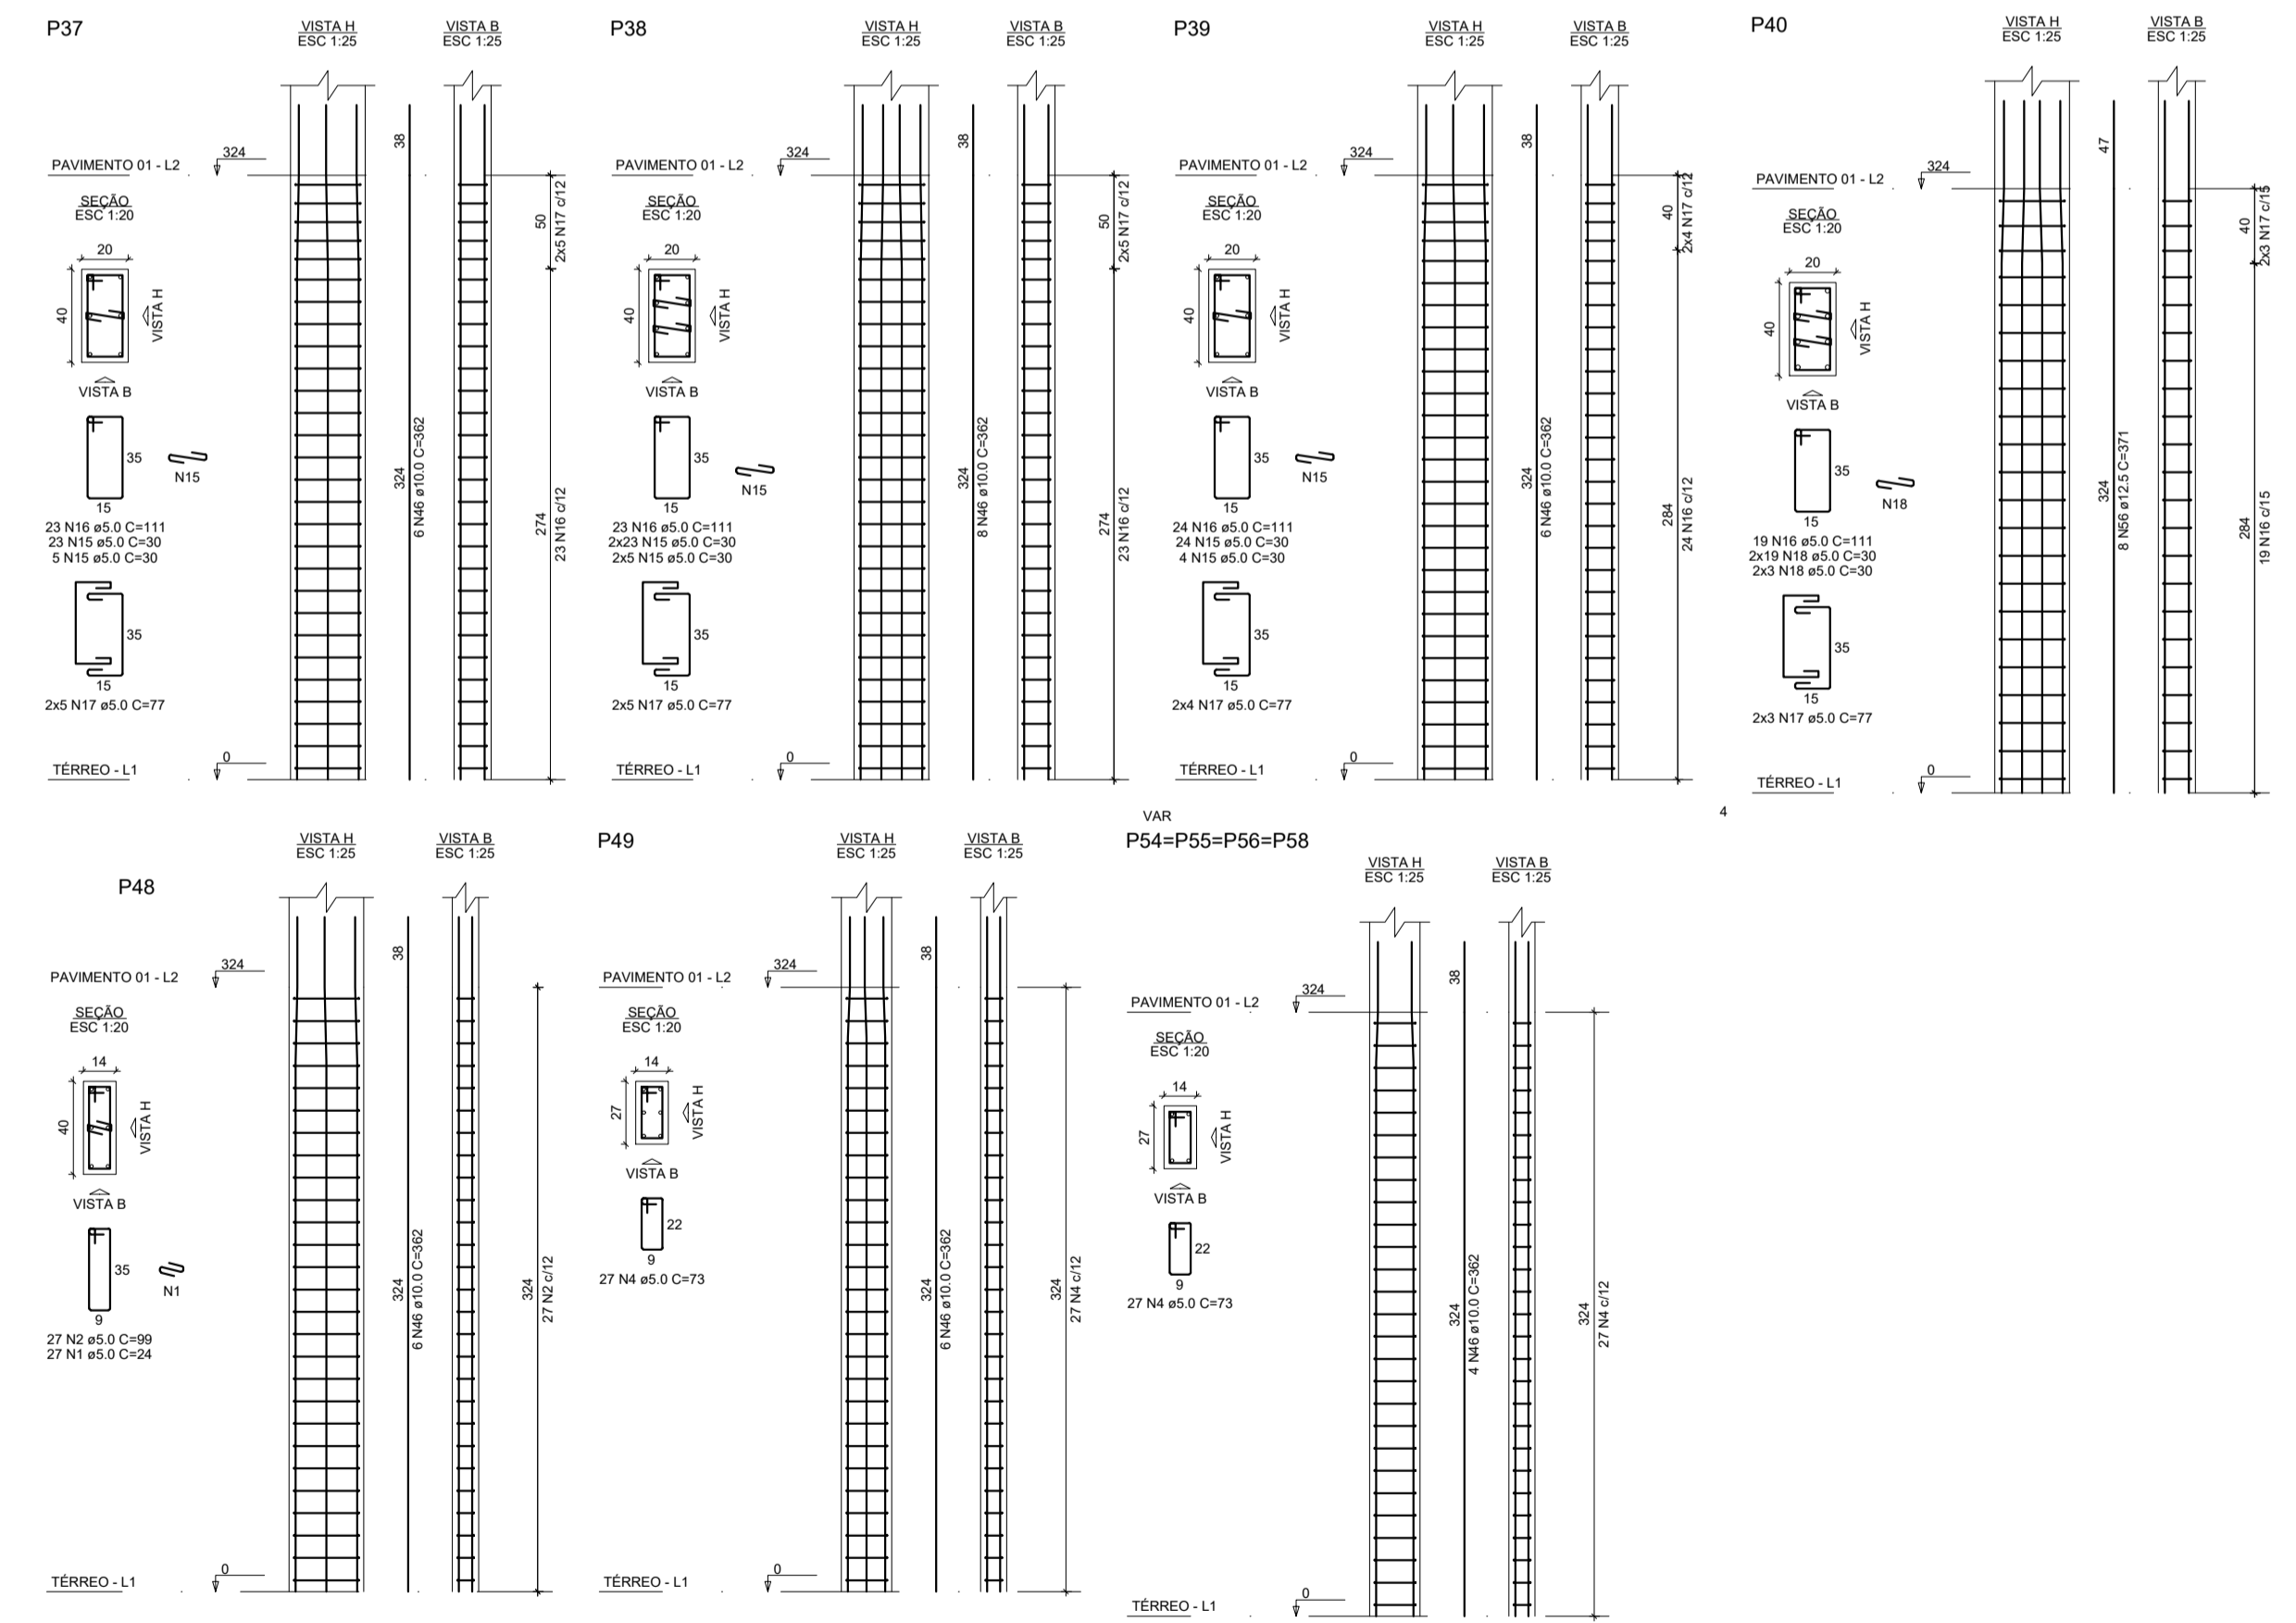 P37
VISTA H
ESC 1:25
VISTA B
ESC 1:25
38
PAVIMENTO 01 - L2
324
SEÇÃO
ESC 1:20
20
40
VISTA H
VISTA B
35
15
N15
23 N16 ø5.0 C=111
23 N15 ø5.0 C=30
5 N15 ø5.0 C=30
35
15
2x5 N17 ø5.0 C=77
324
6 N46 ø10.0 C=362
50
2x5 N17 c/12
274
23 N16 c/12
TÉRREO - L1
0
P38
VISTA H
ESC 1:25
VISTA B
ESC 1:25
38
PAVIMENTO 01 - L2
324
SEÇÃO
ESC 1:20
20
40
VISTA H
VISTA B
35
15
N15
23 N16 ø5.0 C=111
2x23 N15 ø5.0 C=30
2x5 N15 ø5.0 C=30
35
15
2x5 N17 ø5.0 C=77
324
8 N46 ø10.0 C=362
50
2x5 N17 c/12
274
23 N16 c/12
TÉRREO - L1
0
P39
VISTA H
ESC 1:25
VISTA B
ESC 1:25
38
PAVIMENTO 01 - L2
324
SEÇÃO
ESC 1:20
20
40
VISTA H
VISTA B
35
15
N15
24 N16 ø5.0 C=111
24 N15 ø5.0 C=30
4 N15 ø5.0 C=30
35
15
2x4 N17 ø5.0 C=77
324
6 N46 ø10.0 C=362
40
2x4 N17 c/12
284
24 N16 c/12
TÉRREO - L1
0
P40
VISTA H
ESC 1:25
VISTA B
ESC 1:25
47
PAVIMENTO 01 - L2
324
SEÇÃO
ESC 1:20
20
40
VISTA H
VISTA B
35
15
N18
19 N16 ø5.0 C=111
2x19 N18 ø5.0 C=30
2x3 N18 ø5.0 C=30
35
15
2x3 N17 ø5.0 C=77
324
8 N56 ø12.5 C=371
40
2x3 N17 c/15
284
19 N16 c/15
TÉRREO - L1
0
P48
VISTA H
ESC 1:25
VISTA B
ESC 1:25
38
PAVIMENTO 01 - L2
324
SEÇÃO
ESC 1:20
14
40
VISTA H
VISTA B
35
9
N1
27 N2 ø5.0 C=99
27 N1 ø5.0 C=24
324
6 N46 ø10.0 C=362
324
27 N2 c/12
TÉRREO - L1
0
P49
VISTA H
ESC 1:25
VISTA B
ESC 1:25
38
PAVIMENTO 01 - L2
324
SEÇÃO
ESC 1:20
14
27
VISTA H
VISTA B
22
9
27 N4 ø5.0 C=73
324
6 N46 ø10.0 C=362
324
27 N4 c/12
TÉRREO - L1
0
VAR
4
P54=P55=P56=P58
VISTA H
ESC 1:25
VISTA B
ESC 1:25
38
PAVIMENTO 01 - L2
324
SEÇÃO
ESC 1:20
14
27
VISTA H
VISTA B
22
9
27 N4 ø5.0 C=73
324
4 N46 ø10.0 C=362
324
27 N4 c/12
TÉRREO - L1
0